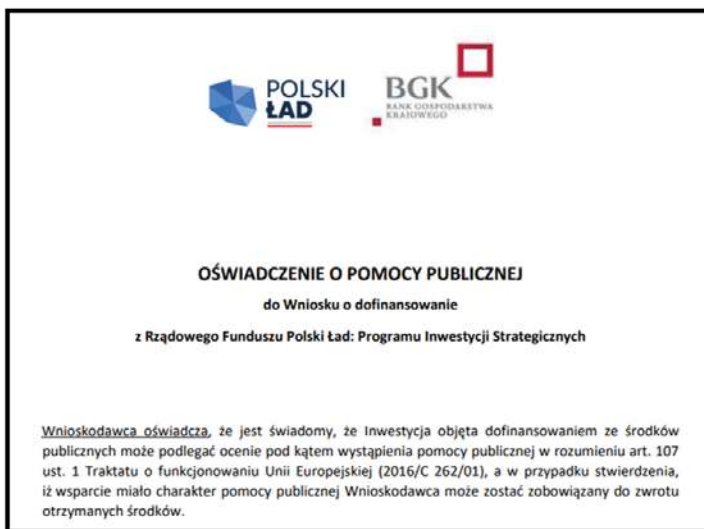 POLSKI
ŁAD
BGK
BANK GOSPODARSTWA
KRAJOWEGO
OŚWIADCZENIE O POMOCY PUBLICZNEJ
do Wniosku o dofinansowanie
z Rządowego Funduszu Polski Ład: Programu Inwestycji Strategicznych
Wnioskodawca oświadcza, że jest świadomy, że Inwestycja objęta dofinansowaniem ze środków
publicznych może podlegać ocenie pod kątem wystąpienia pomocy publicznej w rozumieniu art. 107
ust. 1 Traktatu o funkcjonowaniu Unii Europejskiej (2016/C 262/01), a w przypadku stwierdzenia,
iż wsparcie miało charakter pomocy publicznej Wnioskodawca może zostać zobowiązany do zwrotu
otrzymanych środków.